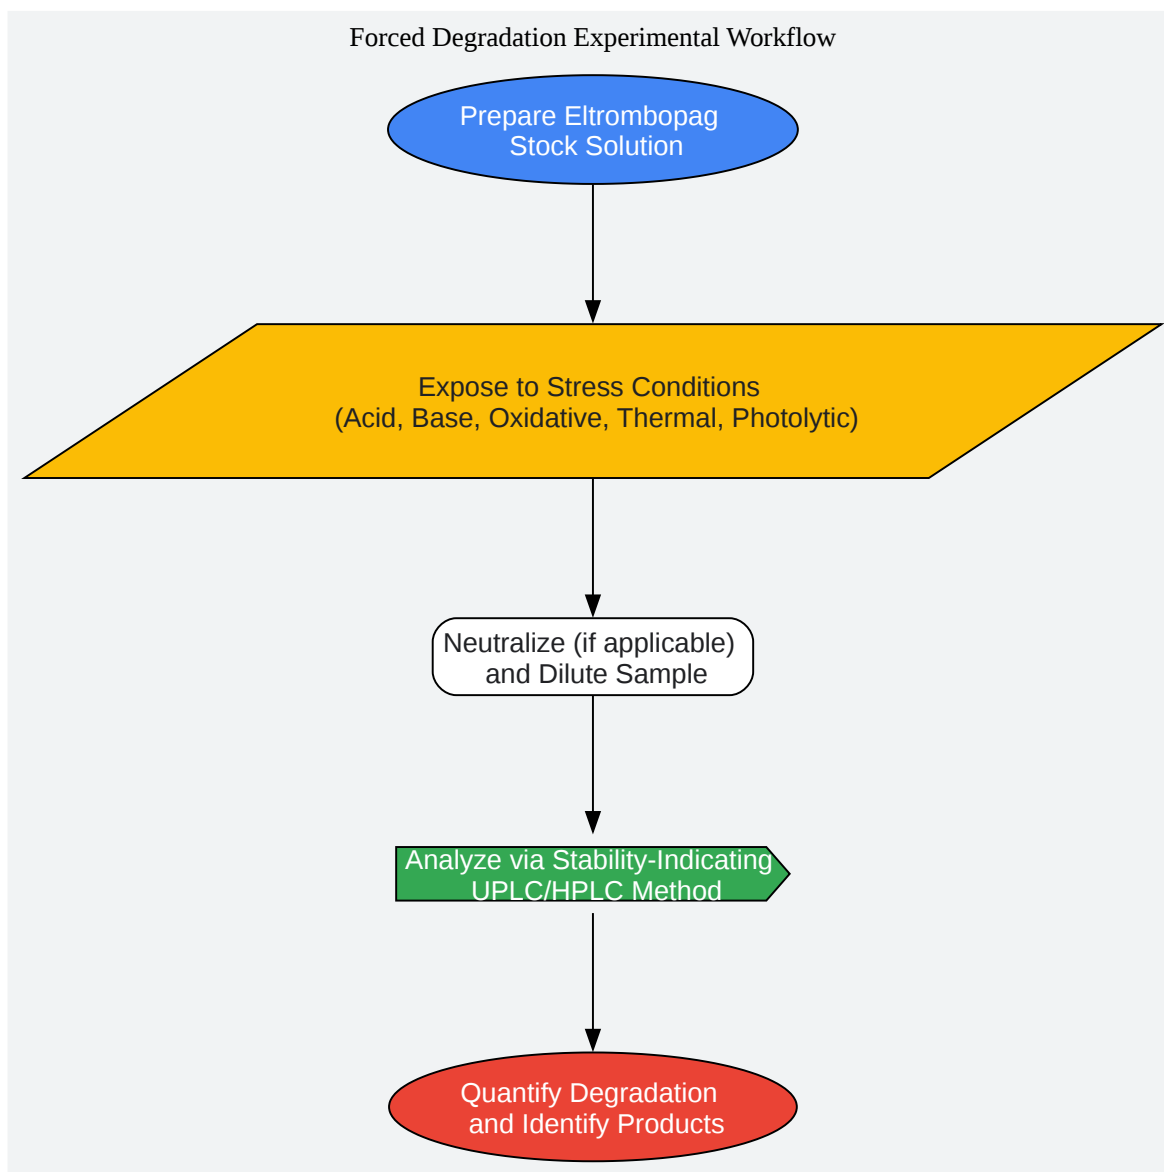 Forced Degradation Experimental Workflow
Prepare Eltrombopag
Stock Solution
Expose to Stress Conditions
(Acid, Base, Oxidative, Thermal, Photolytic)
Neutralize (if applicable)
and Dilute Sample
Analyze via Stability-Indicating
UPLC/HPLC Method
Quantify Degradation
and Identify Products